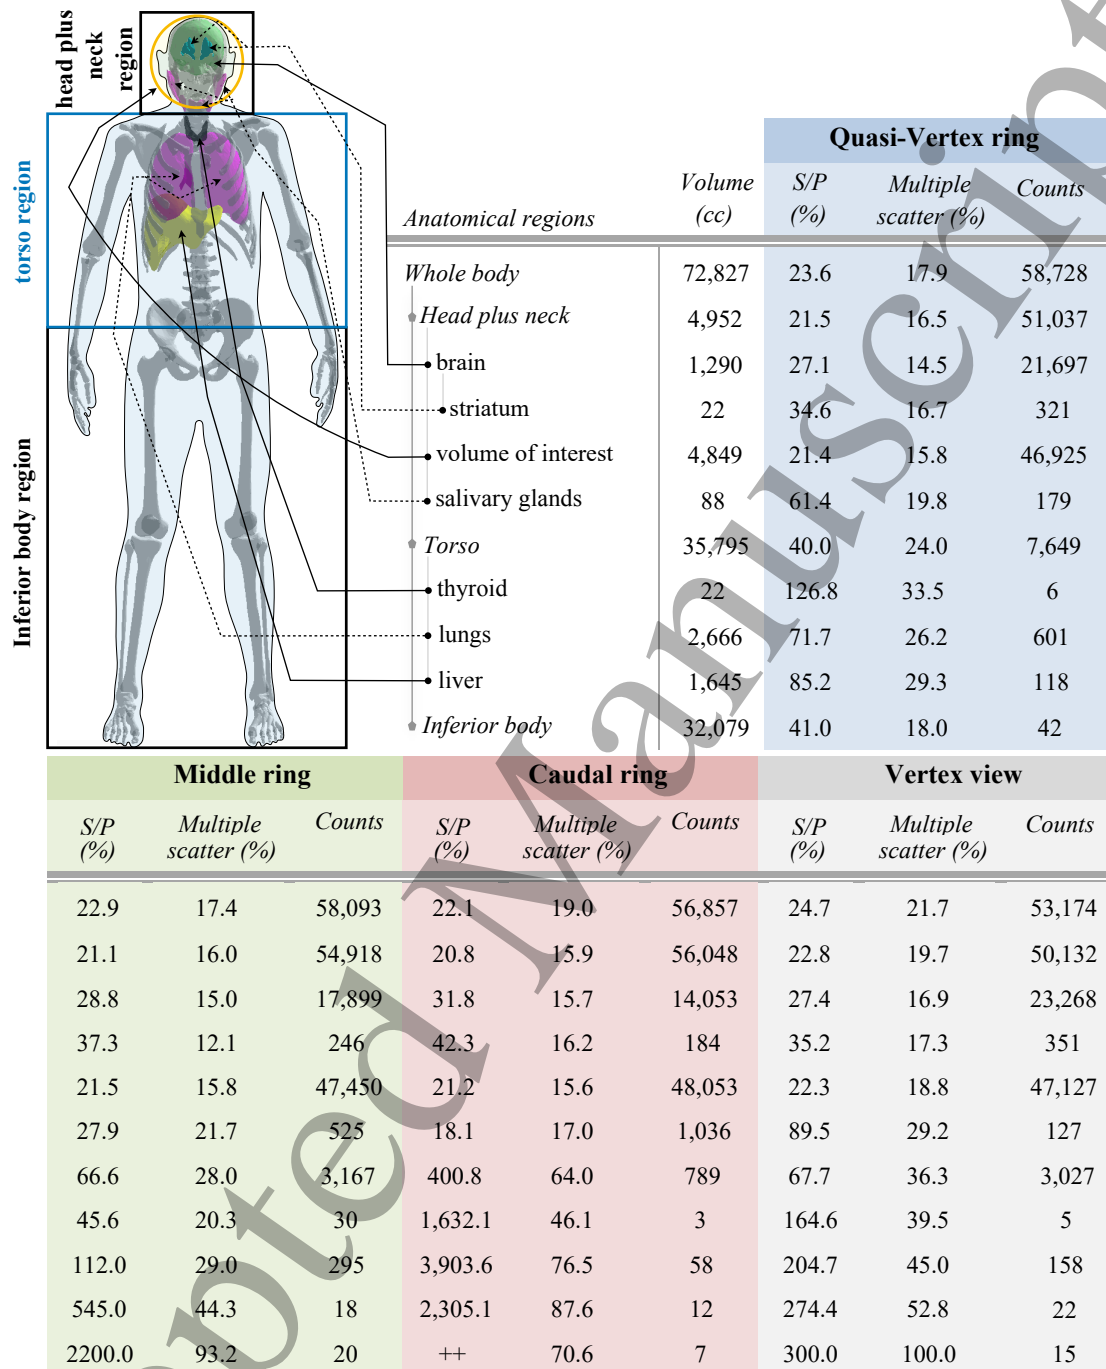 head plus
neck
region
torso region
Inferior body region
Quasi-Vertex ring
Anatomical regions Volume (cc) S/P (%) Multiple scatter (%) Counts
Whole body 72,827 23.6 17.9 58,728
Head plus neck 4,952 21.5 16.5 51,037
brain 1,290 27.1 14.5 21,697
striatum 22 34.6 16.7 321
volume of interest 4,849 21.4 15.8 46,925
salivary glands 88 61.4 19.8 179
Torso 35,795 40.0 24.0 7,649
thyroid 22 126.8 33.5 6
lungs 2,666 71.7 26.2 601
liver 1,645 85.2 29.3 118
Inferior body 32,079 41.0 18.0 42
Middle ring Caudal ring Vertex view
S/P (%) Multiple scatter (%) Counts S/P (%) Multiple scatter (%) Counts S/P (%) Multiple scatter (%) Counts
22.9 17.4 58,093 22.1 19.0 56,857 24.7 21.7 53,174
21.1 16.0 54,918 20.8 15.9 56,048 22.8 19.7 50,132
28.8 15.0 17,899 31.8 15.7 14,053 27.4 16.9 23,268
37.3 12.1 246 42.3 16.2 184 35.2 17.3 351
21.5 15.8 47,450 21.2 15.6 48,053 22.3 18.8 47,127
27.9 21.7 525 18.1 17.0 1,036 89.5 29.2 127
66.6 28.0 3,167 400.8 64.0 789 67.7 36.3 3,027
45.6 20.3 30 1,632.1 46.1 3 164.6 39.5 5
112.0 29.0 295 3,903.6 76.5 58 204.7 45.0 158
545.0 44.3 18 2,305.1 87.6 12 274.4 52.8 22
2200.0 93.2 20 ++ 70.6 7 300.0 100.0 15
pted Manuscript